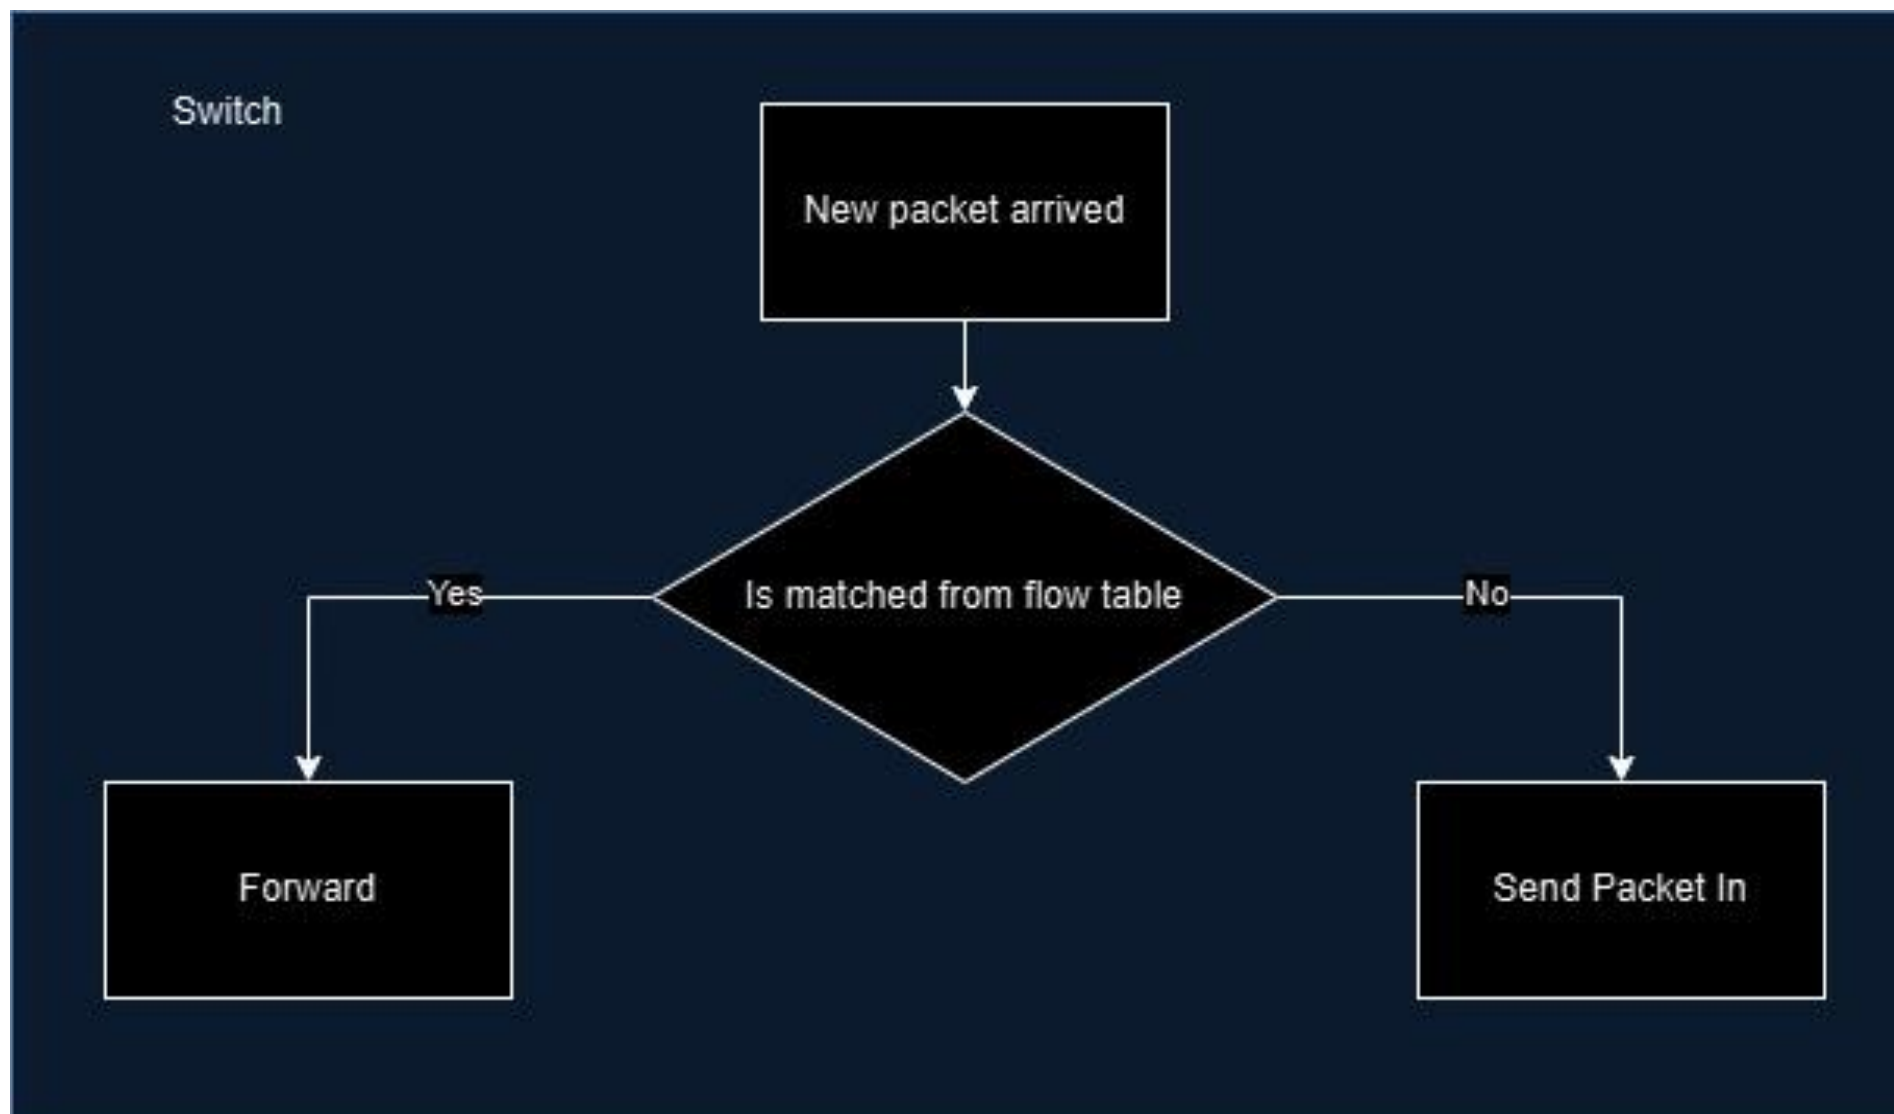 Switch
New packet arrived
Is matched from flow table
Yes
No
Forward
Send Packet In